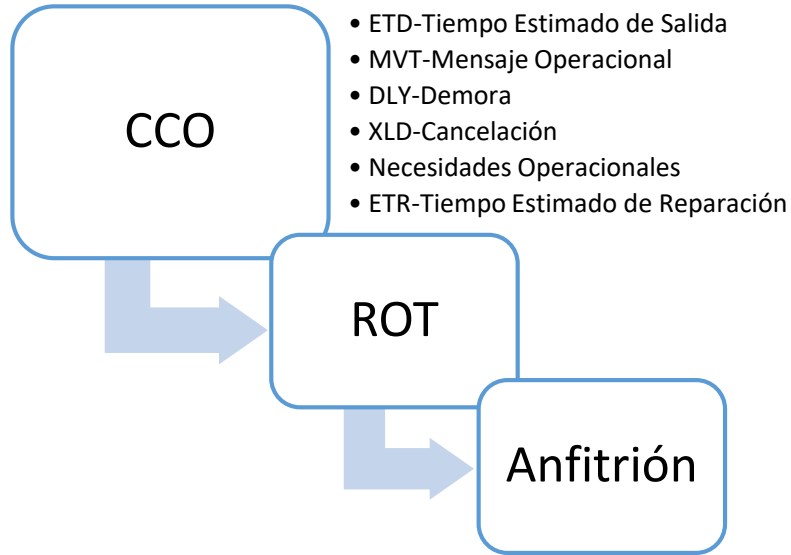 CCO
• ETD-Tiempo Estimado de Salida
• MVT-Mensaje Operacional
• DLY-Demora
• XLD-Cancelación
• Necesidades Operacionales
• ETR-Tiempo Estimado de Reparación
ROT
Anfitrión